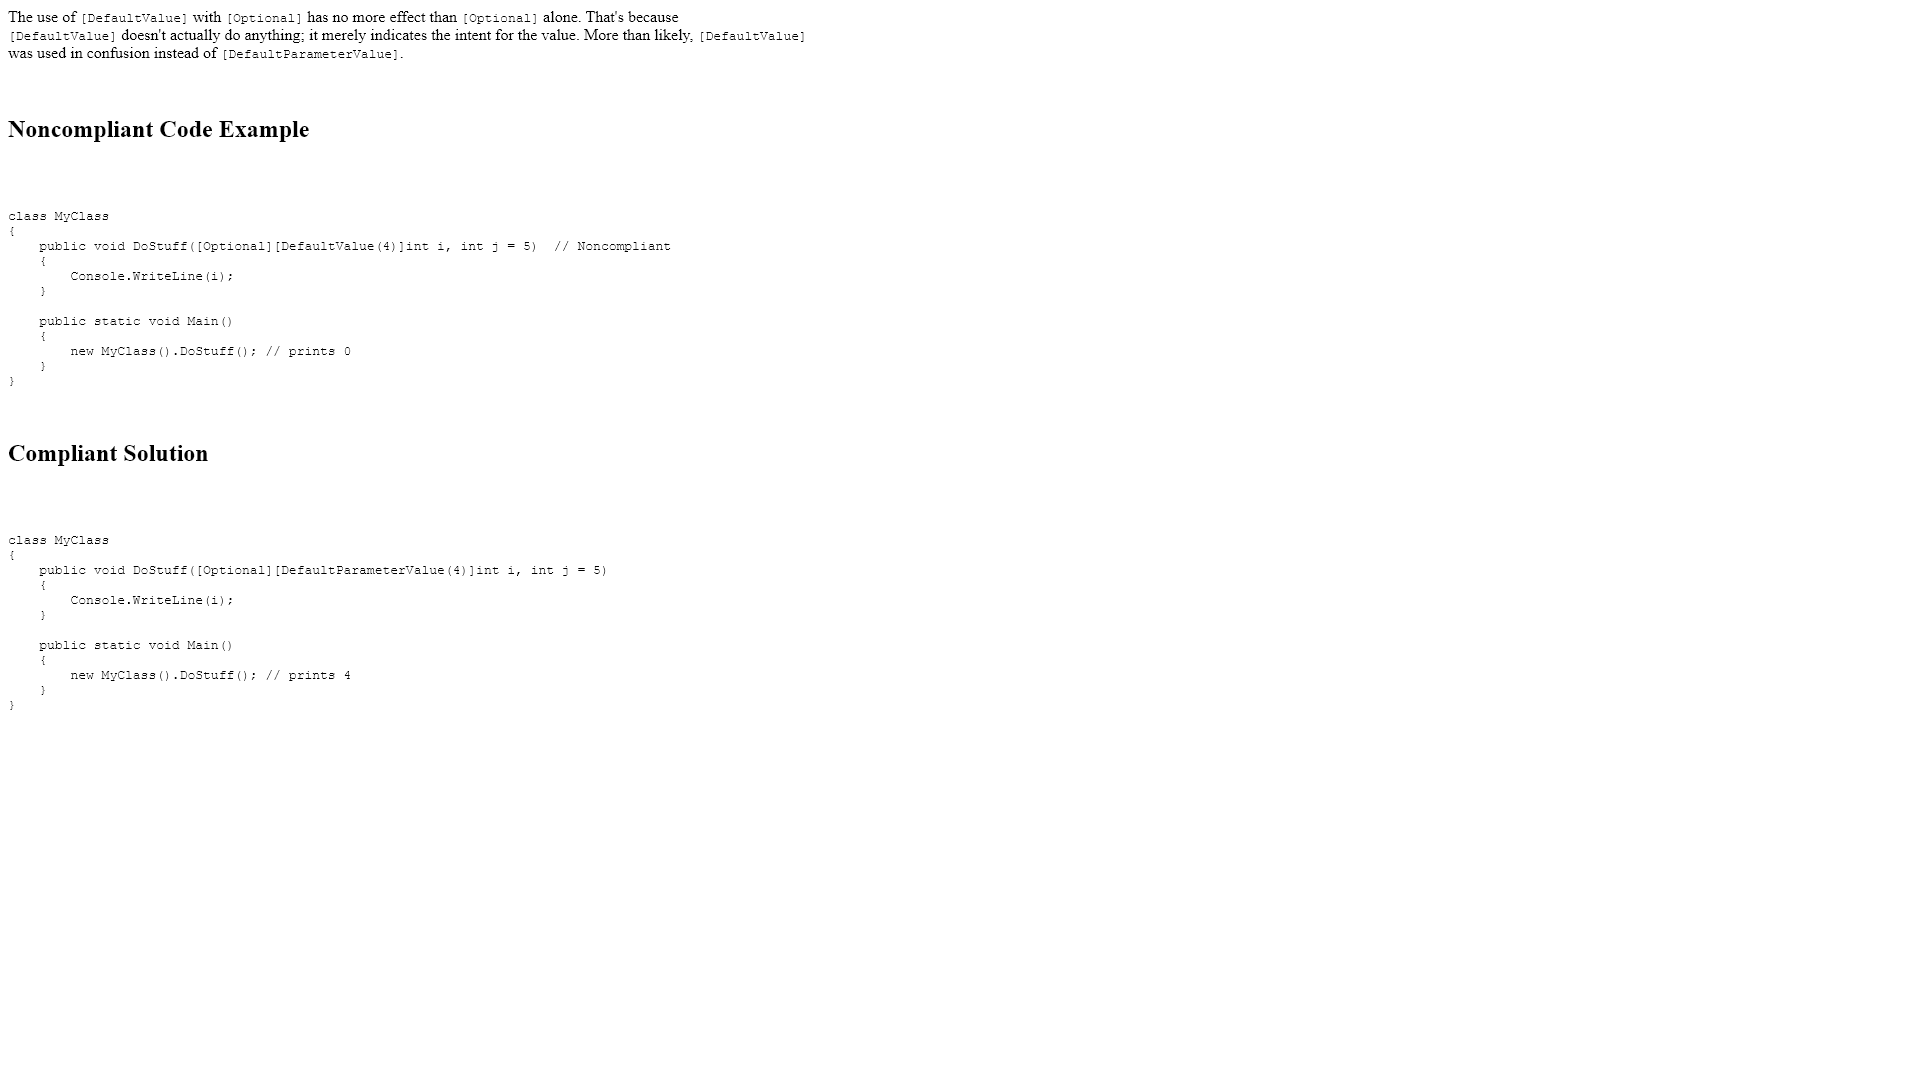 The use of [DefaultValue] with [Optional] has no more effect than [Optional] alone. That's because
[DefaultValue] doesn't actually do anything; it merely indicates the intent for the value. More than likely, [DefaultValue]
was used in confusion instead of [DefaultParameterValue].
Noncompliant Code Example
class MyClass
{
    public void DoStuff([Optional][DefaultValue(4)]int i, int j = 5)  // Noncompliant
    {
        Console.WriteLine(i);
    }
    public static void Main()
    {
        new MyClass().DoStuff(); // prints 0
    }
}
Compliant Solution
class MyClass
{
    public void DoStuff([Optional][DefaultParameterValue(4)]int i, int j = 5)
    {
        Console.WriteLine(i);
    }
    public static void Main()
    {
        new MyClass().DoStuff(); // prints 4
    }
}